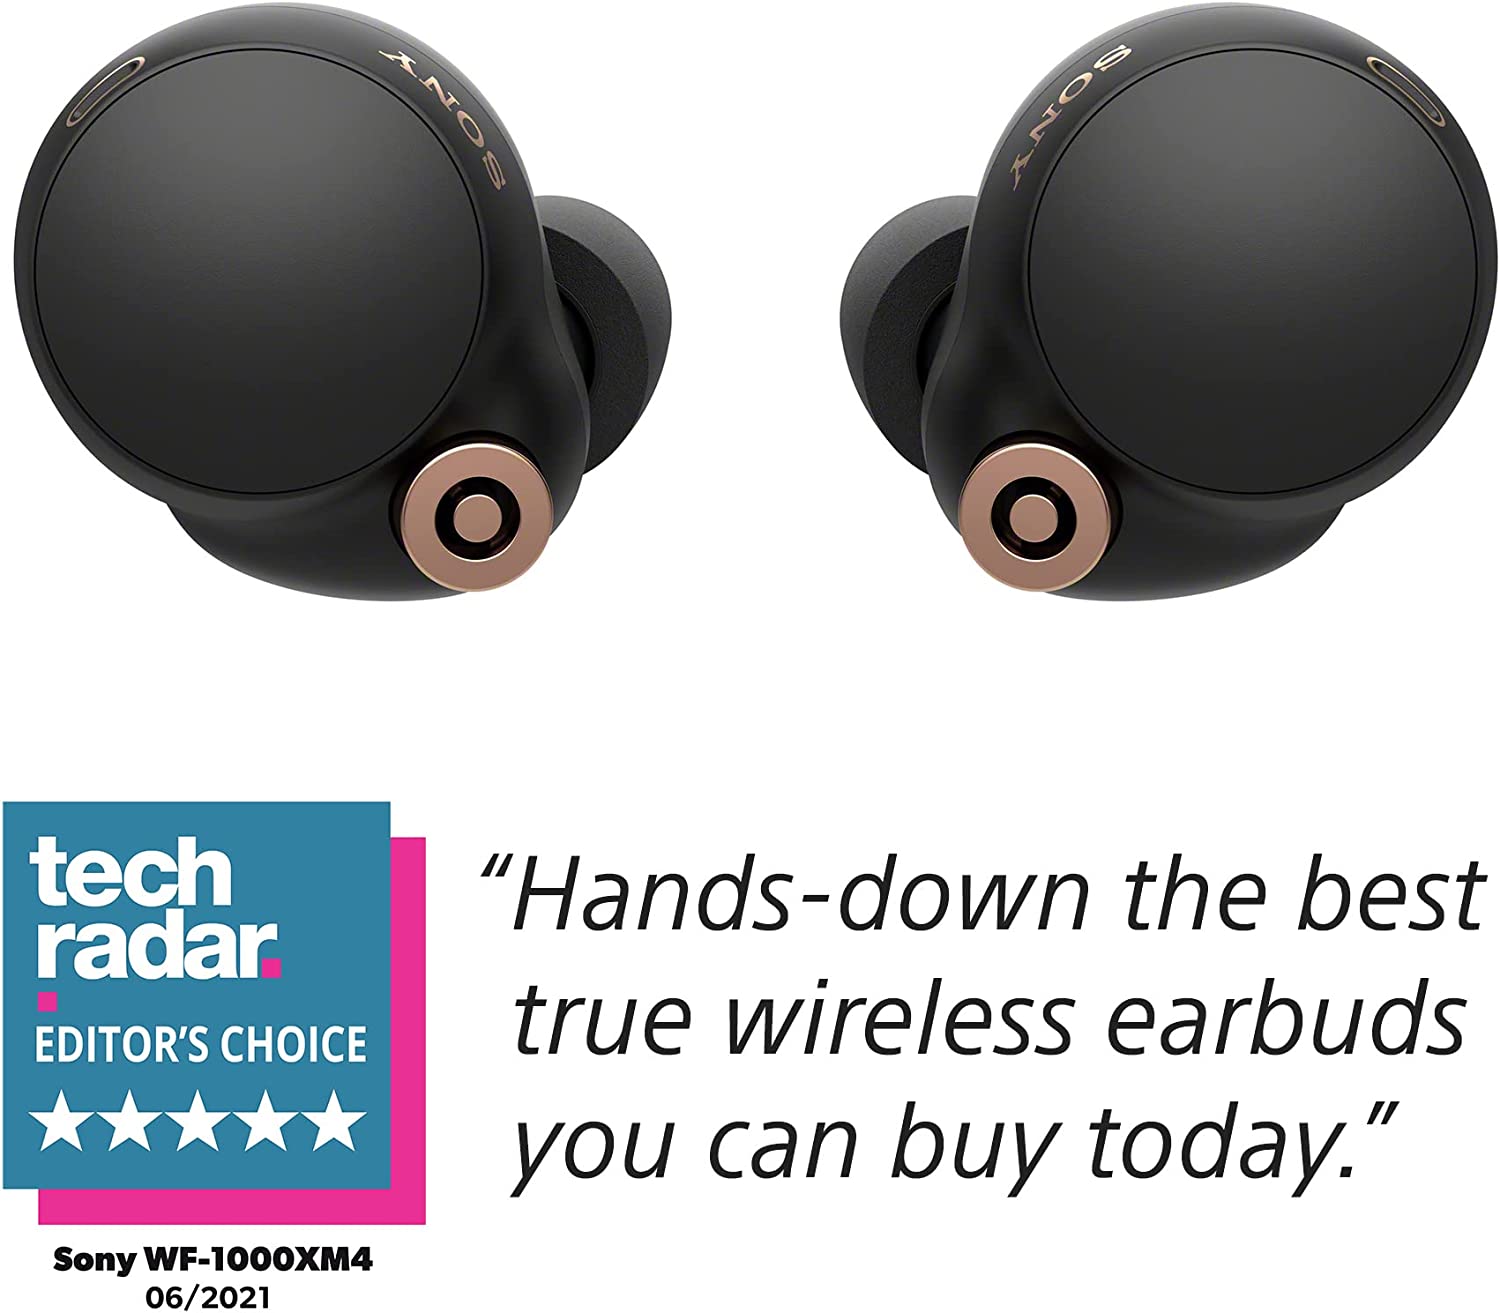 SONY
SONY
tech
radar.
EDITOR'S CHOICE
Sony WF-1000XM4
06/2021
“Hands-down the best
true wireless earbuds
you can buy today.”